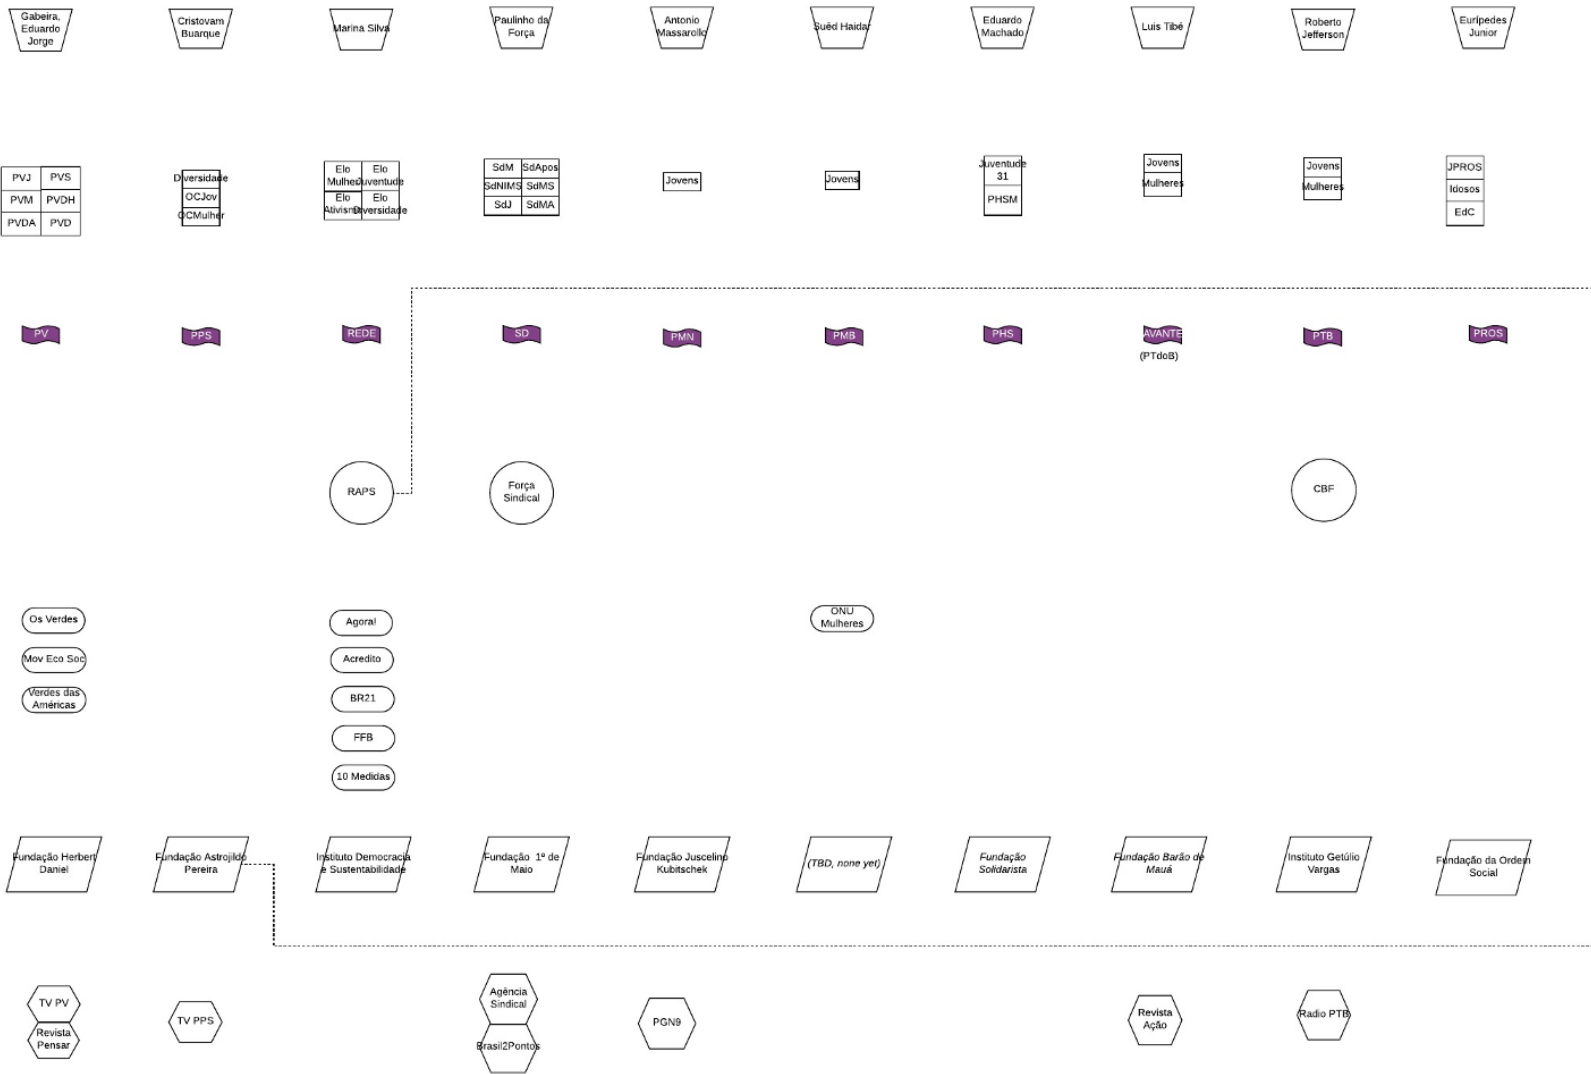 Gabeira,
Eduardo
Jorge
Cristovam
Buarque
Marina Silva
Paulinho da
Força
Antonio
Massarollo
Suêd Haidar
Eduardo
Machado
Luis Tibé
Roberto
Jefferson
Eurípedes
Junior
PVJ PVS
PVM PVDH
PVDA PVD
Diversidade
OCJov
OCMulher
Elo
Mulher
Elo
Juventude
Elo
Ativismo
Elo
Diversidade
SdM SdApos
SdNIMS SdMS
SdJ SdMA
Jovens
Jovens
Juventude
31
PHSM
Jovens
Mulheres
Jovens
Mulheres
JPROS
Idosos
EdC
PV
PPS
REDE
SD
PMN
PMB
PHS
AVANTE
(PTdoB)
PTB
PROS
RAPS
Força
Sindical
CBF
Os Verdes
Mov Eco Soc
Verdes das
Américas
Agora!
Acredito
BR21
FFB
10 Medidas
ONU
Mulheres
Fundação Herbert
Daniel
Fundação Astrojildo
Pereira
Instituto Democracia
e Sustentabilidade
Fundação 1º de
Maio
Fundação Juscelino
Kubitschek
(TBD, none yet)
Fundação
Solidarista
Fundação Barão de
Mauá
Instituto Getúlio
Vargas
Fundação da Ordem
Social
TV PV
Revista
Pensar
TV PPS
Agência
Sindical
Brasil2Pontos
PGN9
Revista
Ação
Radio PTB